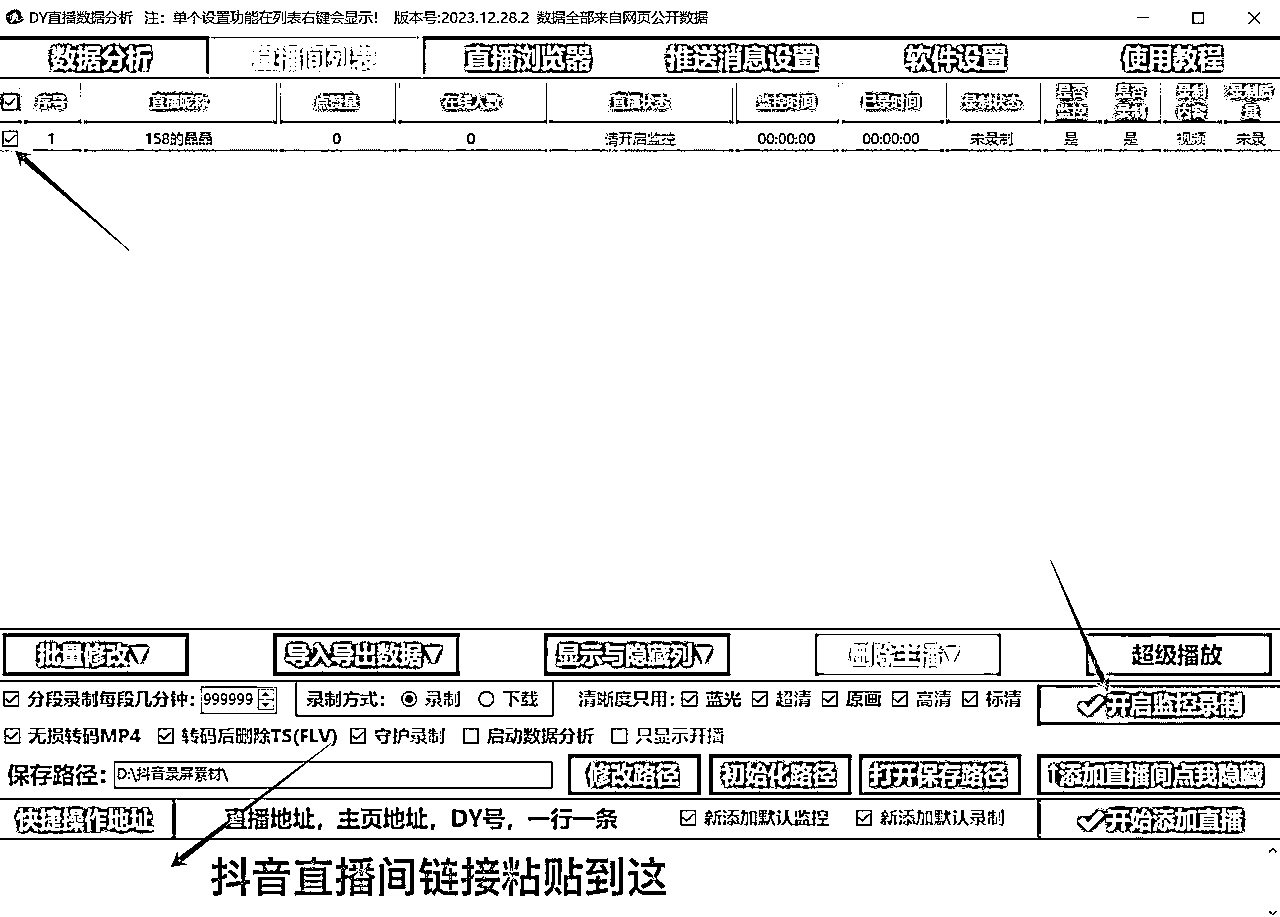 DY直播数据分析 注：单个设置功能在列表右键会显示! 版本号:2023.12.28.2 数据全部来自网页公开数据
数据分析 直播间列表 直播浏览器 推送消息设置 软件设置 使用教程
序号 直播昵称 点赞量 在线人数 直播状态 监控时间 已录时间 录制状态 是否监控 是否录制 录制内容 录制质量
1 158的磊磊 0 0 请开启监控 00:00:00 00:00:00 未录制 是 是 视频 未录
批量修改▽ 导入导出数据▽ 显示与隐藏列▽ 删除主播▽ 超级播放
分段录制每段几分钟: 999999 录制方式: 录制 下载 清晰度只用: 蓝光 超清 原画 高清 标清 开启监控录制
无损转码MP4 转码后删除TS(FLV) 守护录制 启动数据分析 只显示开播
保存路径: D:\抖音录屏素材\ 修改路径 初始化路径 打开保存路径 ↑添加直播间点我隐藏
快捷操作地址 直播地址，主页地址，DY号，一行一条 新添加默认监控 新添加默认录制 开始添加直播
抖音直播间链接粘贴到这